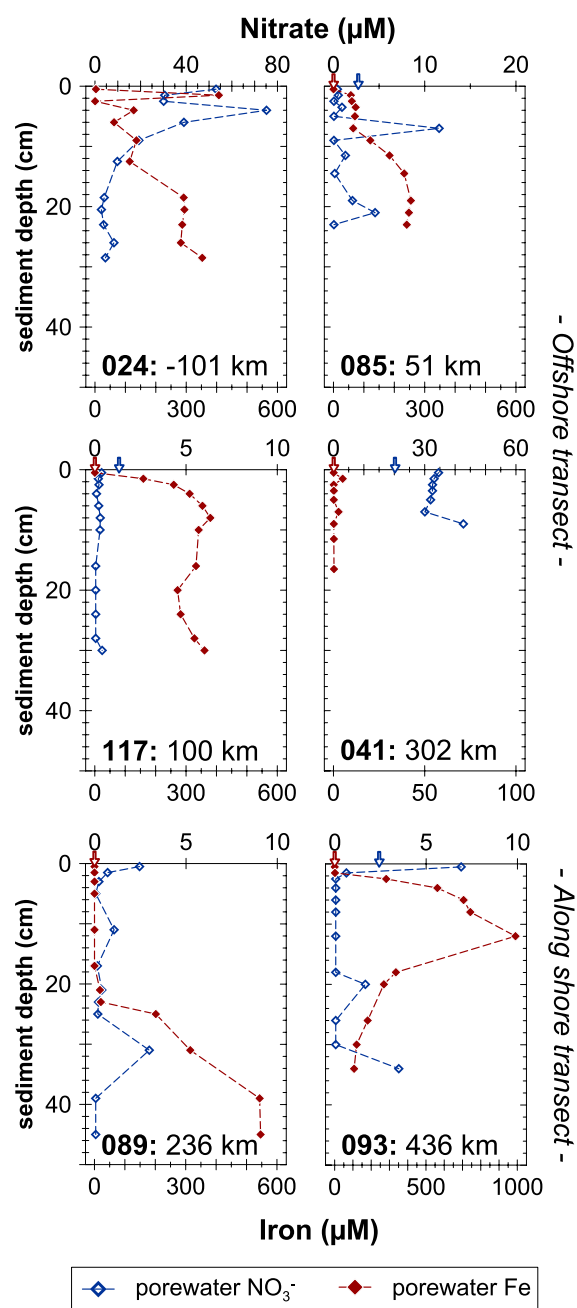 Nitrate (µM)
0 40 80 0 10 20
0
20
40
sediment depth (cm)
024: -101 km 085: 51 km
0 300 600 0 200 400
0 5 10 0 30 60
0
20
40
sediment depth (cm)
117: 100 km 041: 302 km
0 300 600 0 50 100
- Offshore transect -
0 5 10 0 5 10
0
20
40
sediment depth (cm)
089: 236 km 093: 436 km
0 300 600 0 500 1000
- Along shore transect -
Iron (µM)
porewater NO₃⁻ porewater Fe